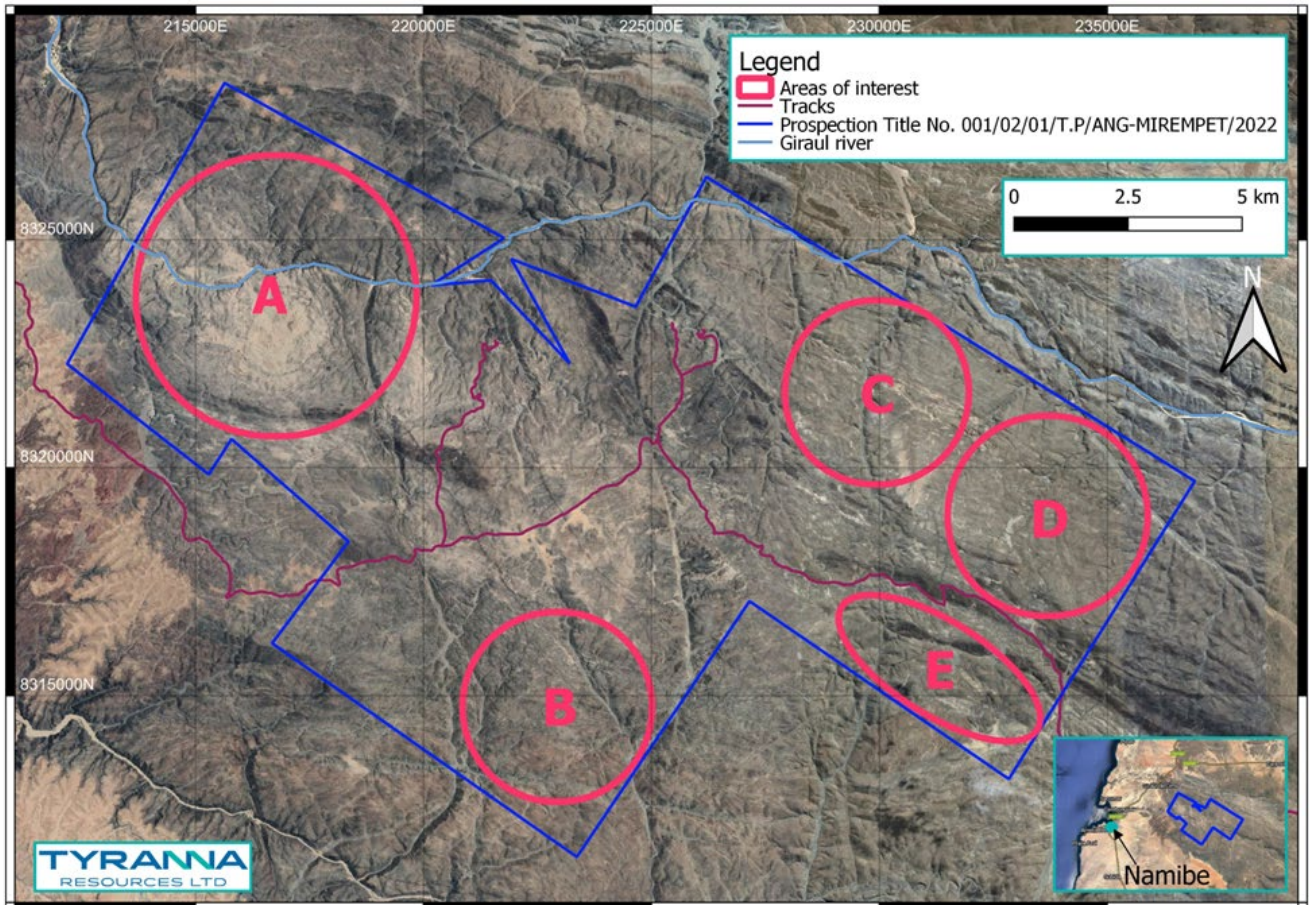 215000E 220000E 225000E 230000E 235000E
Legend
Areas of interest
Tracks
Prospection Title No. 001/02/01/T.P/ANG-MIREMPET/2022
Giraul river
0 2.5 5 km
8325000N
N
A
C
8320000N
D
E
8315000N
B
TYRANNA
RESOURCES LTD
Namibe